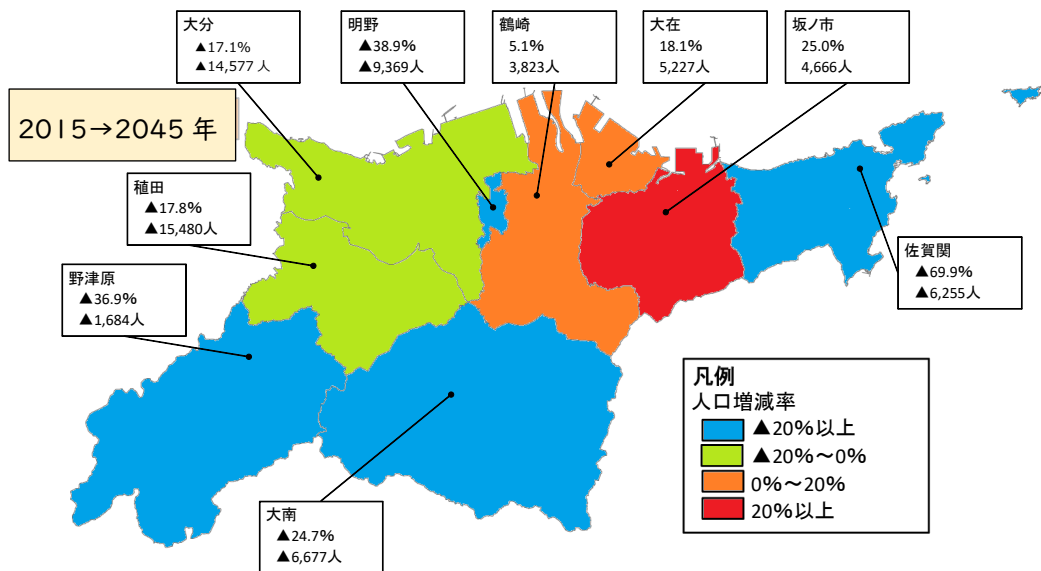 大分
▲17.1%
▲14,577 人
明野
▲38.9%
▲9,369人
鶴崎
5.1%
3,823人
大在
18.1%
5,227人
坂ノ市
25.0%
4,666人
2015→2045 年
稙田
▲17.8%
▲15,480人
野津原
▲36.9%
▲1,684人
佐賀関
▲69.9%
▲6,255人
大南
▲24.7%
▲6,677人
凡例
人口増減率
▲20%以上
▲20%～0%
0%～20%
20%以上